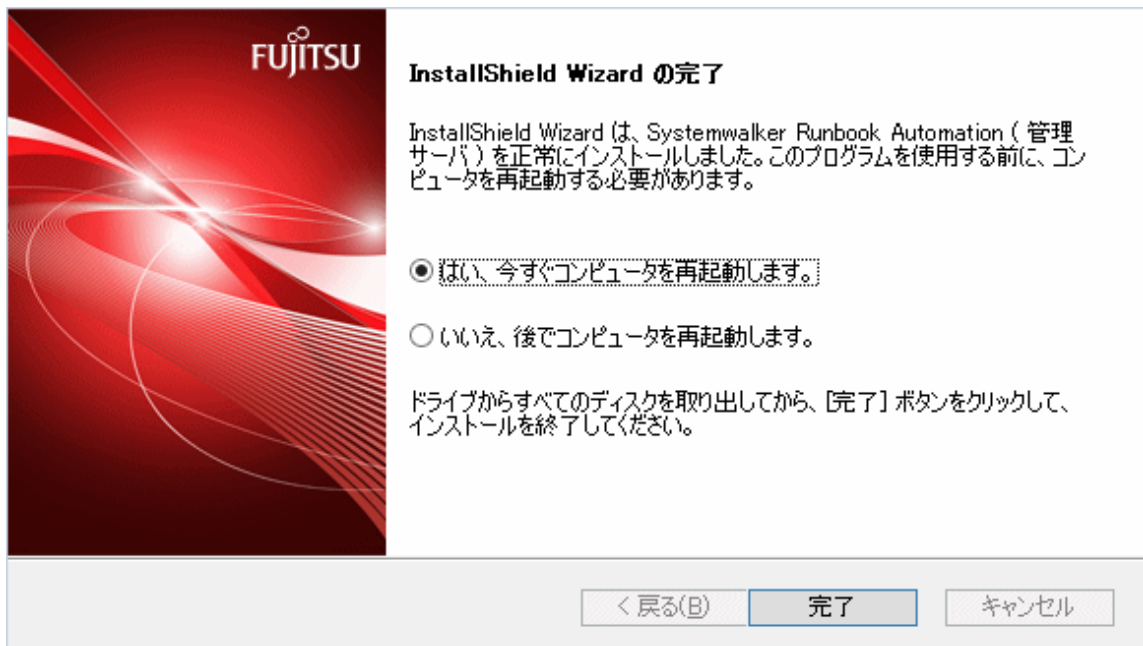 FUJITSU
InstallShield Wizard の完了
InstallShield Wizard は、Systemwalker Runbook Automation ( 管理
サーバ ) を正常にインストールしました。このプログラムを使用する前に、コン
ピュータを再起動する必要があります。
はい、今すぐコンピュータを再起動します。
いいえ、後でコンピュータを再起動します。
ドライブからすべてのディスクを取り出してから、[完了] ボタンをクリックして、
インストールを終了してください。
< 戻る(B) 完了 キャンセル